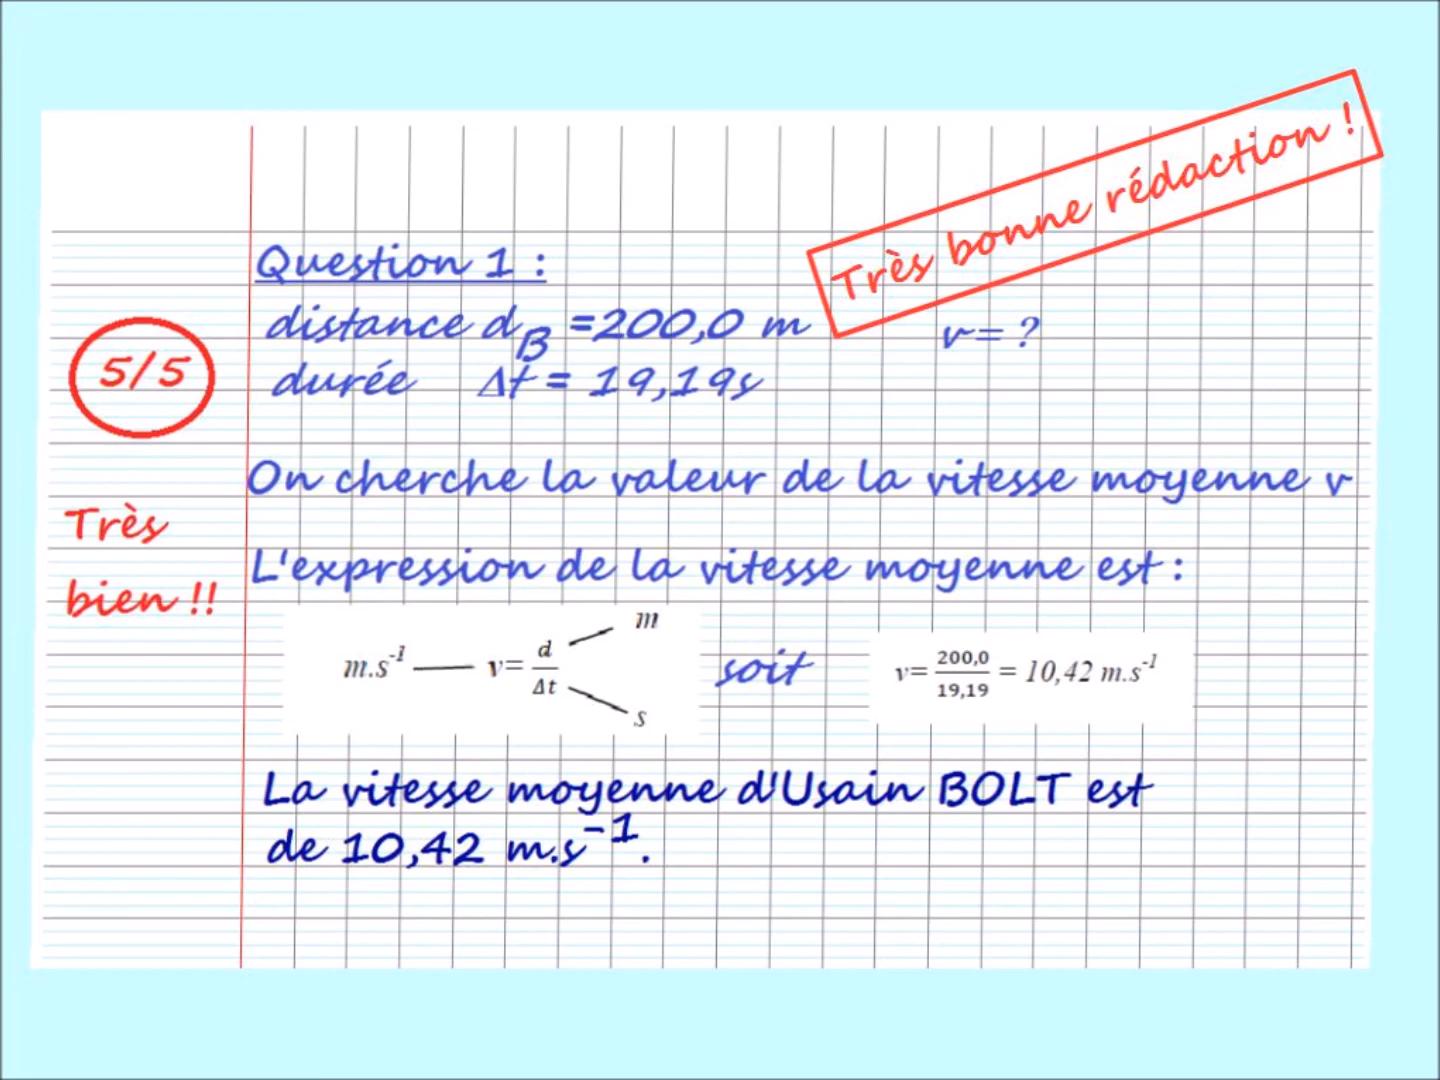 Très bonne rédaction !
Question 1 :
distance dB =200,0 m v= ?
durée Δt = 19,19s
5/5
On cherche la valeur de la vitesse moyenne v
Très
bien !!
L'expression de la vitesse moyenne est :
m.s⁻¹ — v= d/Δt m s soit v= 200,0/19,19 = 10,42 m.s⁻¹
La vitesse moyenne d'Usain BOLT est
de 10,42 m.s⁻¹.